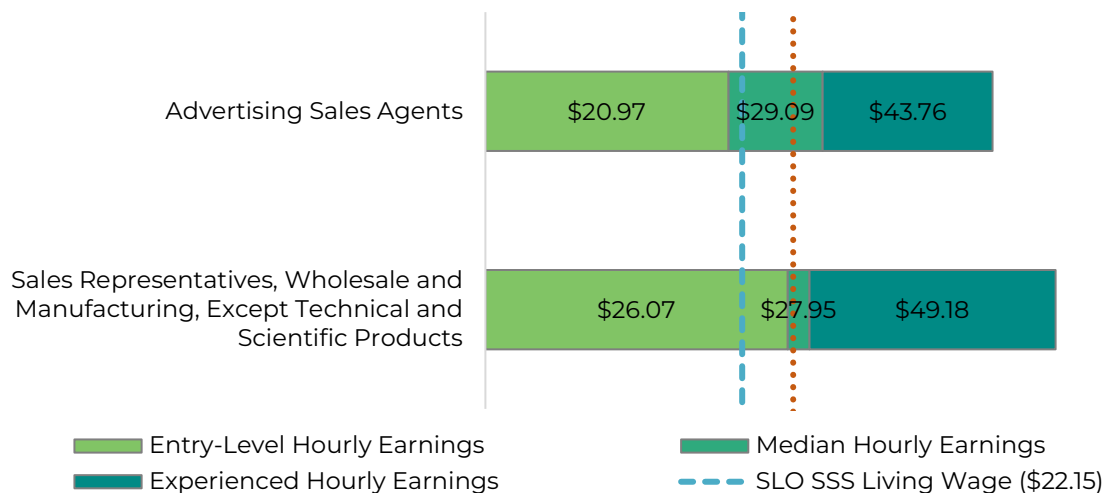 Advertising Sales Agents
$20.97
$29.09
$43.76
Sales Representatives, Wholesale and
Manufacturing, Except Technical and
Scientific Products
$26.07
$27.95
$49.18
Entry-Level Hourly Earnings
Median Hourly Earnings
Experienced Hourly Earnings
SLO SSS Living Wage ($22.15)